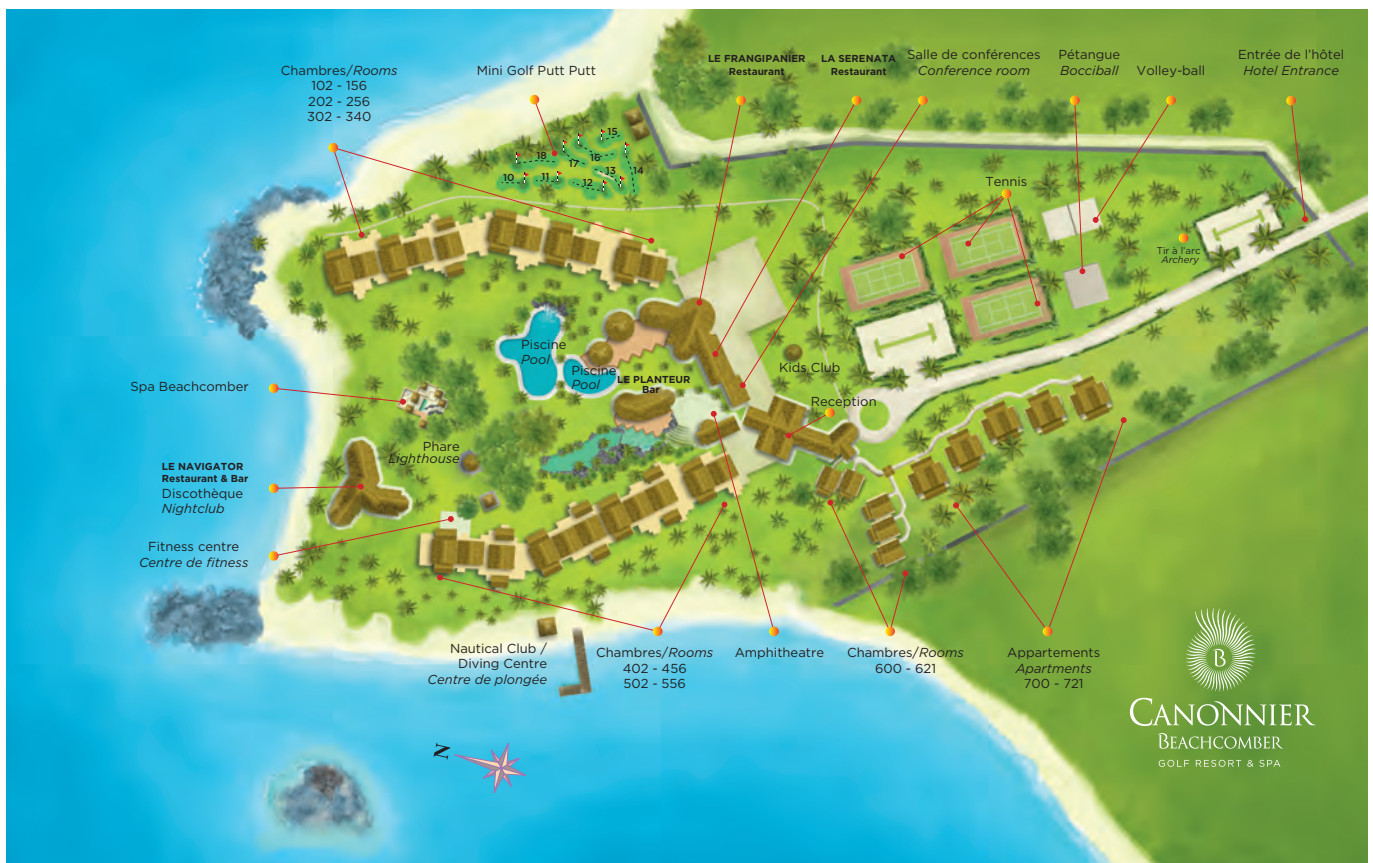 Chambres/Rooms
102 - 156
202 - 256
302 - 340
Mini Golf Putt Putt
LE FRANGIPANIER
Restaurant
LA SERENATA
Restaurant
Salle de conférences
Conference room
Pétangue
Bocciball
Volley-ball
Entrée de l'hôtel
Hotel Entrance
15
18
16
17
13
14
10
11
12
Tennis
Tir à l'arc
Archery
Piscine
Pool
Piscine
Pool
Kids Club
LE PLANTEUR
Bar
Reception
Spa Beachcomber
Phare
Lighthouse
LE NAVIGATOR
Restaurant & Bar
Discothèque
Nightclub
Fitness centre
Centre de fitness
Nautical Club /
Diving Centre
Centre de plongée
Chambres/Rooms
402 - 456
502 - 556
Amphitheatre
Chambres/Rooms
600 - 621
Appartements
Apartments
700 - 721
N
B
CANONNIER
BEACHCOMBER
GOLF RESORT & SPA